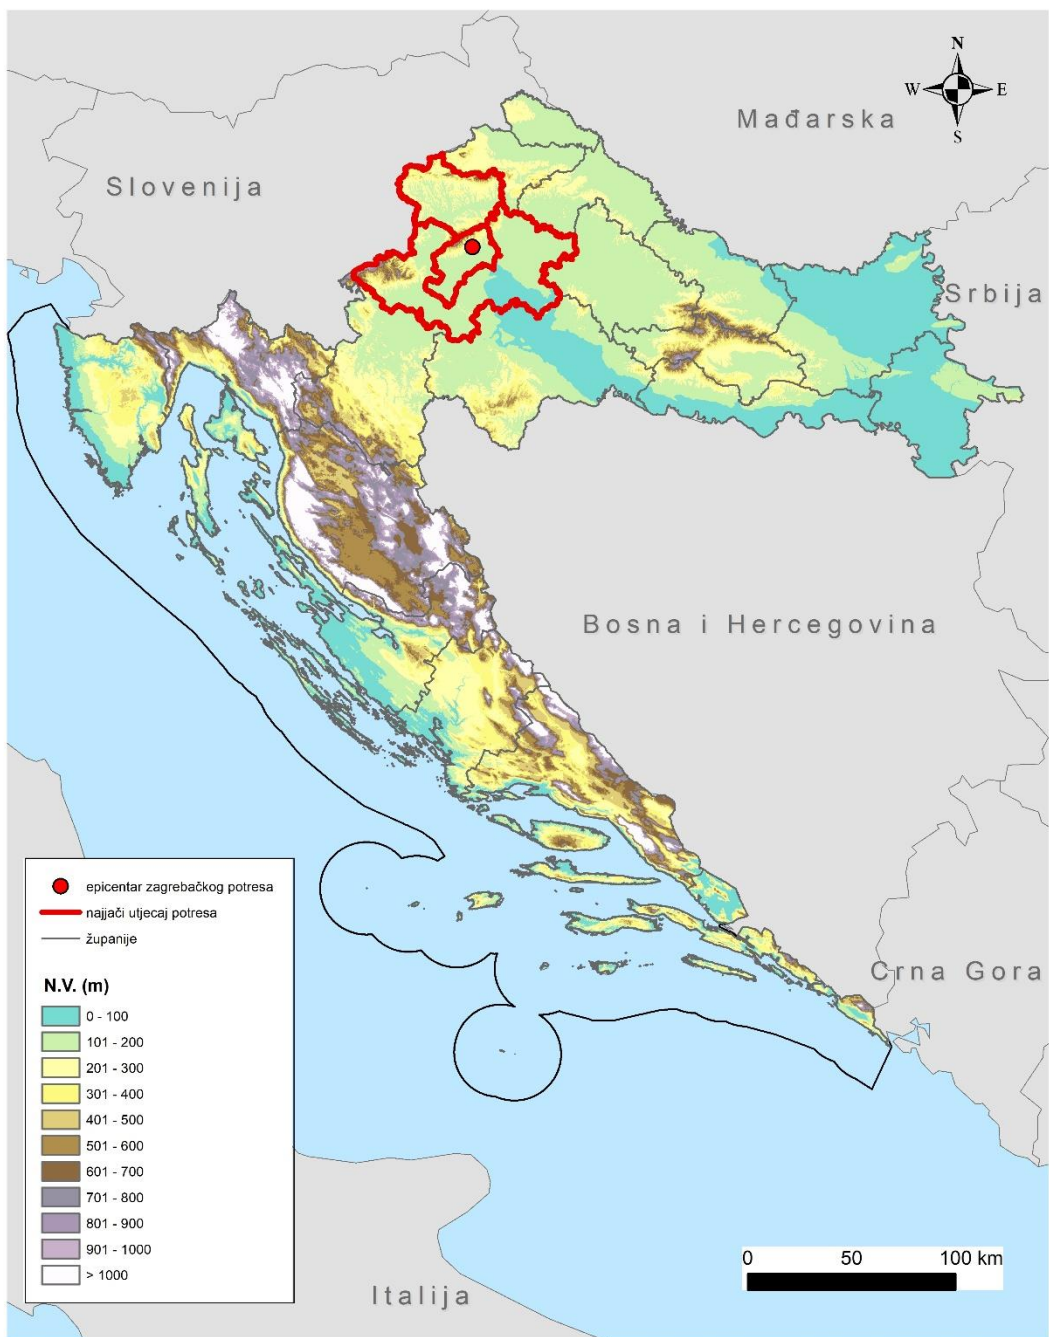 N
W
E
S
Mađarska
Slovenija
Srbija
Bosna i Hercegovina
Crna Gora
Italija
epicentar zagrebačkog potresa
najjači utjecaj potresa
županije
N.V. (m)
0 - 100
101 - 200
201 - 300
301 - 400
401 - 500
501 - 600
601 - 700
701 - 800
801 - 900
901 - 1000
> 1000
0 50 100 km